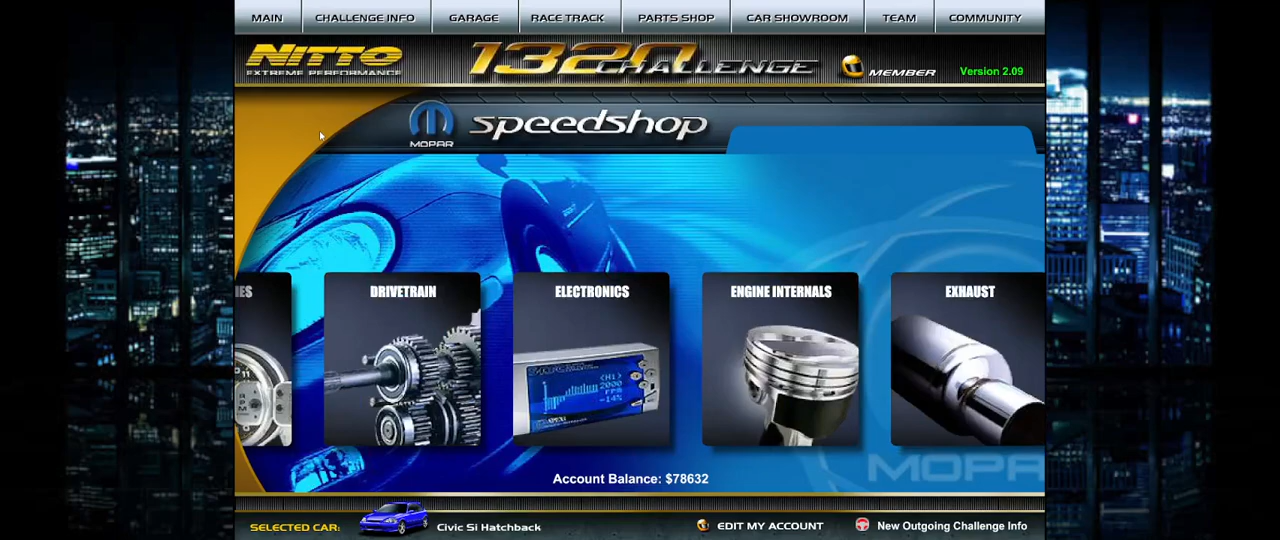 MAIN CHALLENGE INFO GARAGE RACE TRACK PARTS SHOP CAR SHOWROOM TEAM COMMUNITY
NITTO
EXTREME PERFORMANCE
1320 CHALLENGE
MEMBER
Version 2.09
MOPAR
speedshop
IES
DRIVETRAIN
ELECTRONICS
ENGINE INTERNALS
EXHAUST
MOPA
Account Balance: $78632
SELECTED CAR: Civic Si Hatchback
EDIT MY ACCOUNT New Outgoing Challenge Info